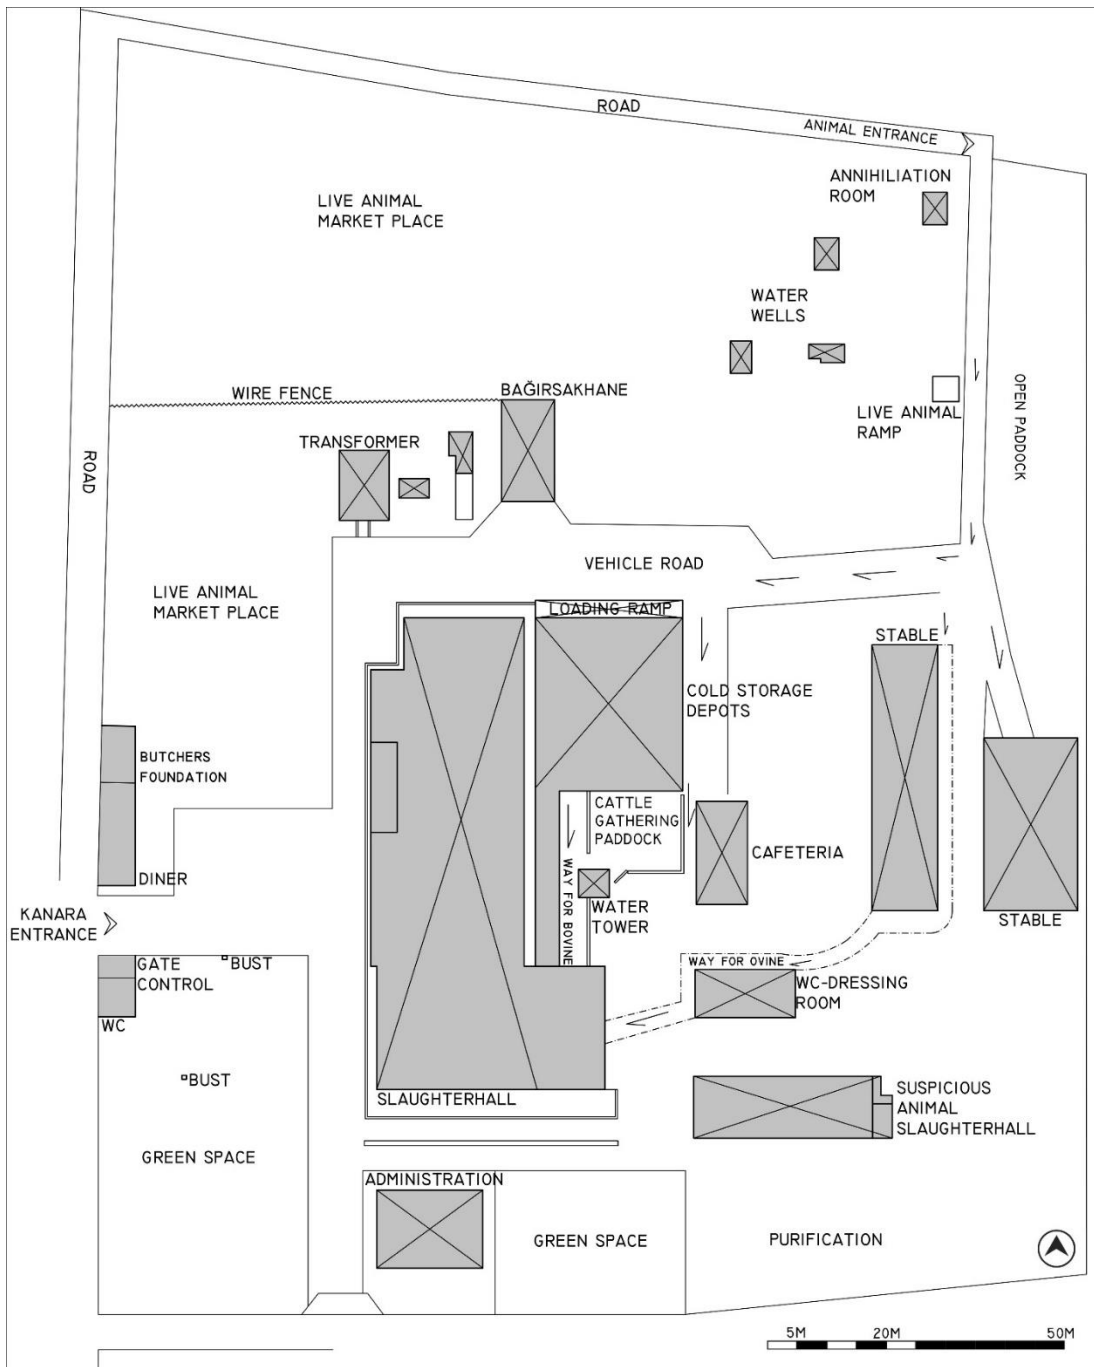 ROAD
ANIMAL ENTRANCE
ANNIHILIATION
ROOM
LIVE ANIMAL
MARKET PLACE
WATER
WELLS
WIRE FENCE
BAĞIRSAKHANE
LIVE ANIMAL
RAMP
OPEN PADDOCK
TRANSFORMER
ROAD
VEHICLE ROAD
LIVE ANIMAL
MARKET PLACE
LOADING RAMP
STABLE
COLD STORAGE
DEPOTS
BUTCHERS
FOUNDATION
CATTLE
GATHERING
PADDOCK
CAFETERIA
WAY FOR BOVINE
DINER
WATER
TOWER
STABLE
KANARA
ENTRANCE
GATE
CONTROL
BUST
WAY FOR OVINE
WC-DRESSING
ROOM
WC
BUST
SLAUGHTERHALL
SUSPICIOUS
ANIMAL
SLAUGHTERHALL
GREEN SPACE
ADMINISTRATION
GREEN SPACE
PURIFICATION
5M 20M 50M